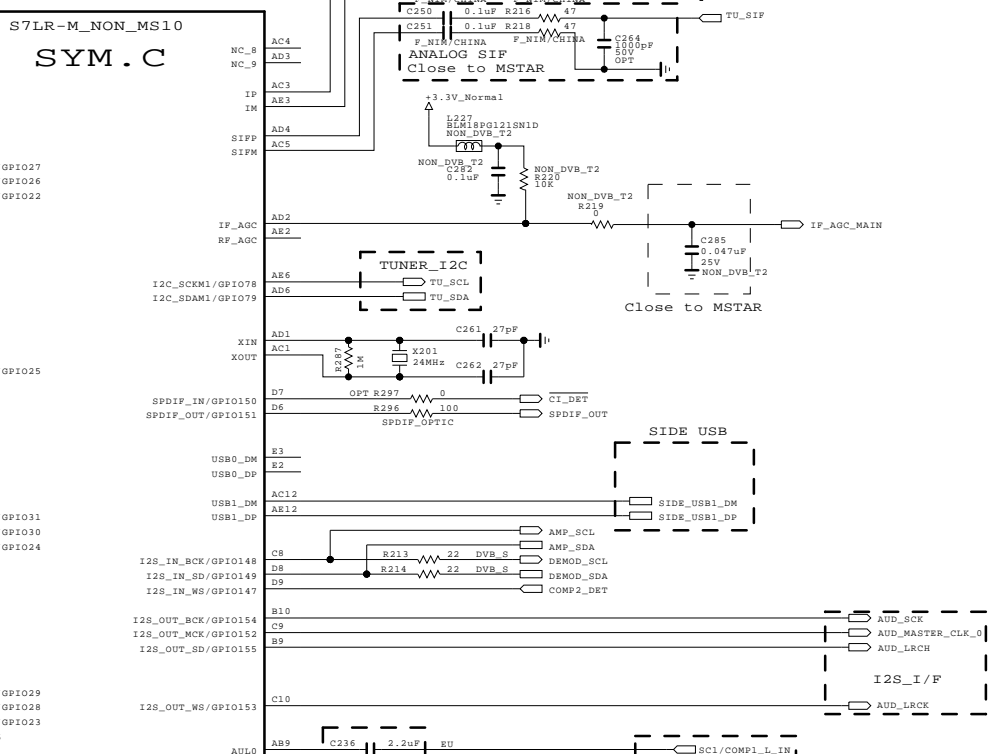 S7LR-M_NON_MS10
SYM.C
C250 0.1uF R216 47
TU_SIF
C251 0.1uF R218 47
F_NIM/CHINA F_NIM/CHINA
C264
1000pF
50V
OPT
ANALOG SIF
Close to MSTAR
NC_8 AC4
NC_9 AD3
IP AC3
IM AE3
SIFP AD4
SIFM AC5
+3.3V_Normal
L227
BLM18PG121SN1D
NON_DVB_T2
NON_DVB_T2
C282
0.1uF
NON_DVB_T2
R220
10K
GPIO27
GPIO26
GPIO22
NON_DVB_T2
R219
0
IF_AGC AD2
IF_AGC_MAIN
RF_AGC AE2
C285
0.047uF
25V
NON_DVB_T2
Close to MSTAR
TUNER_I2C
I2C_SCKM1/GPIO78 AE6 TU_SCL
I2C_SDAM1/GPIO79 AD6 TU_SDA
XIN AD1 C261 27pF
XOUT AC1
R287
1M
X201
24MHz
C262 27pF
GPIO25
SPDIF_IN/GPIO150 D7 OPT R297 0 CI_DET
SPDIF_OUT/GPIO151 D6 R296 100 SPDIF_OUT
SPDIF_OPTIC
SIDE USB
USB0_DM E3
USB0_DP E2
USB1_DM AC12 SIDE_USB1_DM
USB1_DP AE12 SIDE_USB1_DP
GPIO31
GPIO30
GPIO24
AMP_SCL
AMP_SDA
I2S_IN_BCK/GPIO148 C8 R213 22 DVB_S DEMOD_SCL
I2S_IN_SD/GPIO149 D8 R214 22 DVB_S DEMOD_SDA
I2S_IN_WS/GPIO147 D9 COMP2_DET
I2S_OUT_BCK/GPIO154 B10 AUD_SCK
I2S_OUT_MCK/GPIO152 C9 AUD_MASTER_CLK_0
I2S_OUT_SD/GPIO155 B9 AUD_LRCH
I2S_I/F
GPIO29
GPIO28
GPIO23
I2S_OUT_WS/GPIO153 C10 AUD_LRCK
AUL0 AB9 C236 2.2uF EU SC1/COMP1_L_IN